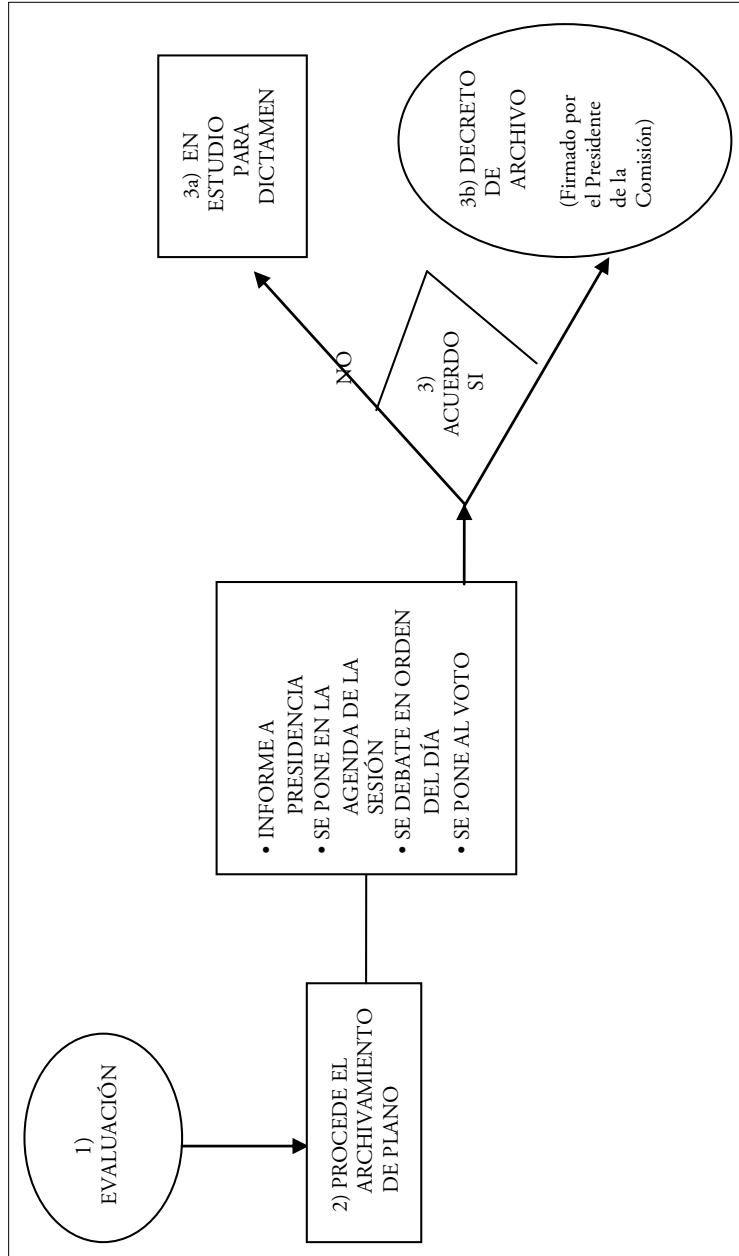 1)
EVALUACIÓN
2) PROCEDE EL
ARCHIVAMIENTO
DE PLANO
• INFORME A
PRESIDENCIA
• SE PONE EN LA
AGENDA DE LA
SESIÓN
• SE DEBATE EN ORDEN
DEL DÍA
• SE PONE AL VOTO
3)
ACUERDO
SI
NO
3a) EN
ESTUDIO
PARA
DICTAMEN
3b) DECRETO
DE
ARCHIVO
(Firmado por
el Presidente
de la
Comisión)